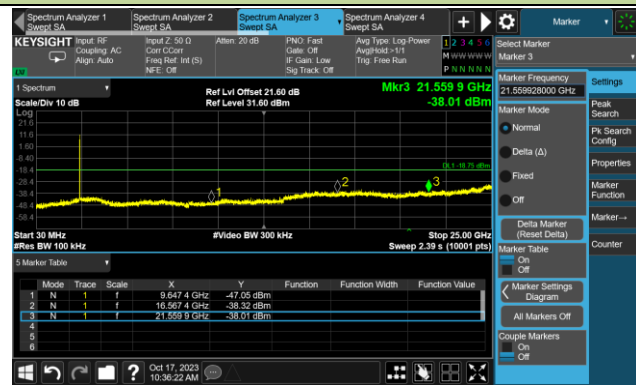 Spectrum Analyzer 1 Spectrum Analyzer 2 Spectrum Analyzer 3 Spectrum Analyzer 4 Marker
Swept SA Swept SA Swept SA Swept SA
KEYSIGHT Input: RF Input Z: 50 Ω Atten: 20 dB PNO: Fast Avg Type: Log-Power 1 2 3 4 5 6 Select Marker
Coupling: AC Corr CCorr Gate: Off Avg|Hold:>1/1 M W W W W W Marker 3
Align: Auto Freq Ref: Int (S) IF Gain: Low Trig: Free Run
NFE: Off Sig Track: Off P N N N N N
1 Spectrum Ref Lvl Offset 21.60 dB Mkr3 21.559 9 GHz
Scale/Div 10 dB Ref Level 31.60 dBm -38.01 dBm
Log
21.6
11.6
1.60
-8.40
-18.4 DL1 -18.75 dBm
-28.4
-38.4
-48.4
-58.4
1 2 3
Start 30 MHz #Video BW 300 kHz Stop 25.00 GHz
#Res BW 100 kHz Sweep 2.39 s (10001 pts)
5 Marker Table
Mode Trace Scale X Y Function Function Width Function Value
1 N 1 f 9.647 4 GHz -47.05 dBm
2 N 1 f 16.567 4 GHz -38.32 dBm
3 N 1 f 21.559 9 GHz -38.01 dBm
4
5
6
Marker Frequency
21.559928000 GHz
Marker Mode
Normal
Delta (Δ)
Fixed
Off
Delta Marker
(Reset Delta)
Marker Table
On
Off
Marker Settings
Diagram
All Markers Off
Couple Markers
On
Off
Settings
Peak
Search
Pk Search
Config
Properties
Marker
Function
Marker→
Counter
? Oct 17, 2023
10:36:22 AM